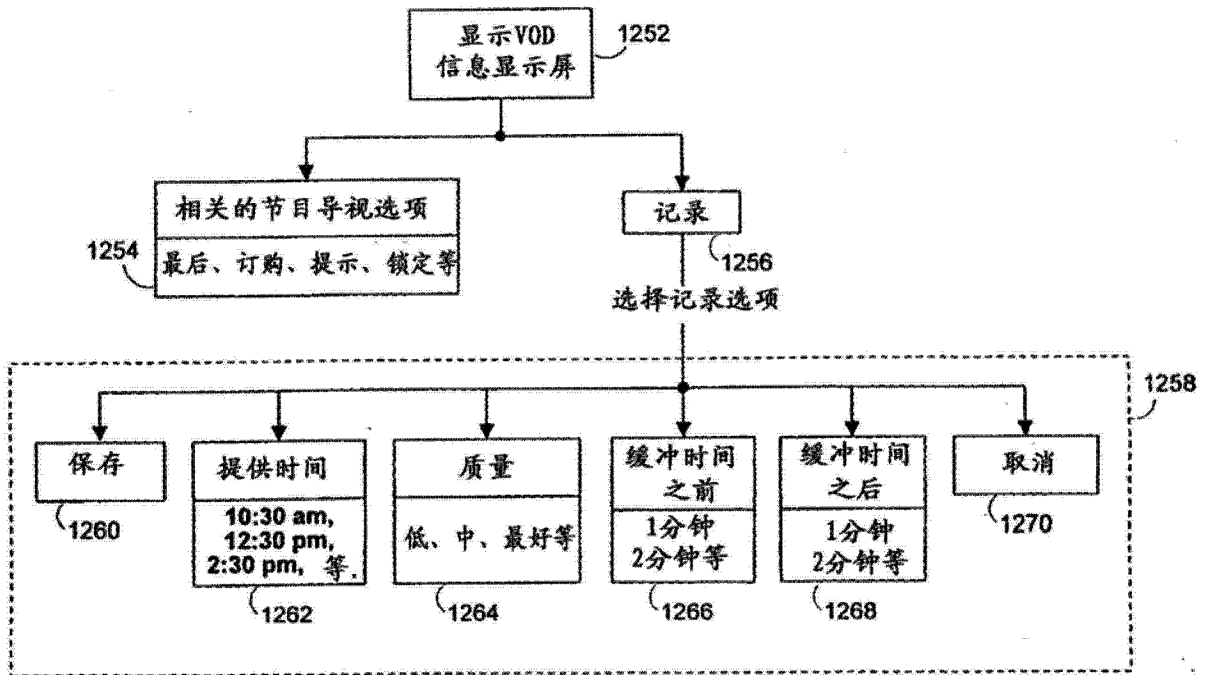 显示VOD
信息显示屏
1252
相关的节目导视选项
最后、订购、提示、锁定等
1254
记录
1256
选择记录选项
1258
保存
1260
提供时间
10:30 am,
12:30 pm,
2:30 pm, 等.
1262
质量
低、中、最好等
1264
缓冲时间
之前
1分钟
2分钟等
1266
缓冲时间
之后
1分钟
2分钟等
1268
取消
1270